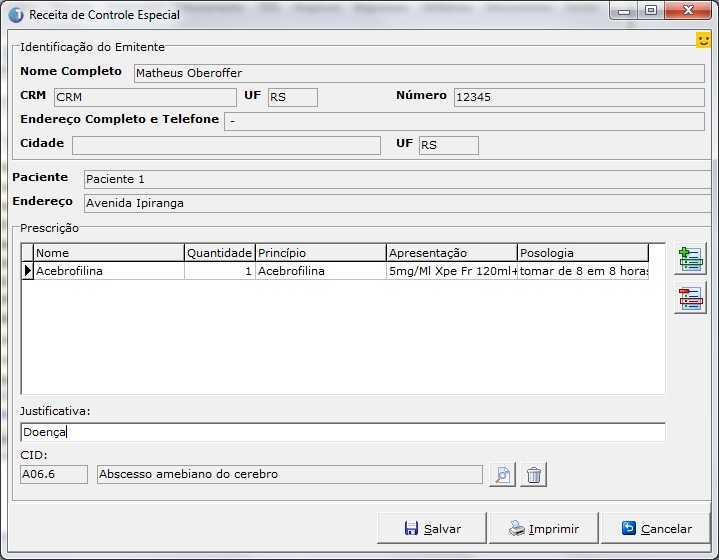 Receita de Controle Especial
Identificação do Emitente
Nome Completo Matheus Oberoffer
CRM CRM UF RS Número 12345
Endereço Completo e Telefone -
Cidade UF RS
Paciente Paciente 1
Endereço Avenida Ipiranga
Prescrição
Nome Quantidade Princípio Apresentação Posologia
Acebrofilina 1 Acebrofilina 5mg/Ml Xpe Fr 120ml+ tomar de 8 em 8 horas
Justificativa:
Doença
CID:
A06.6 Abscesso amebiano do cerebro
Salvar Imprimir Cancelar